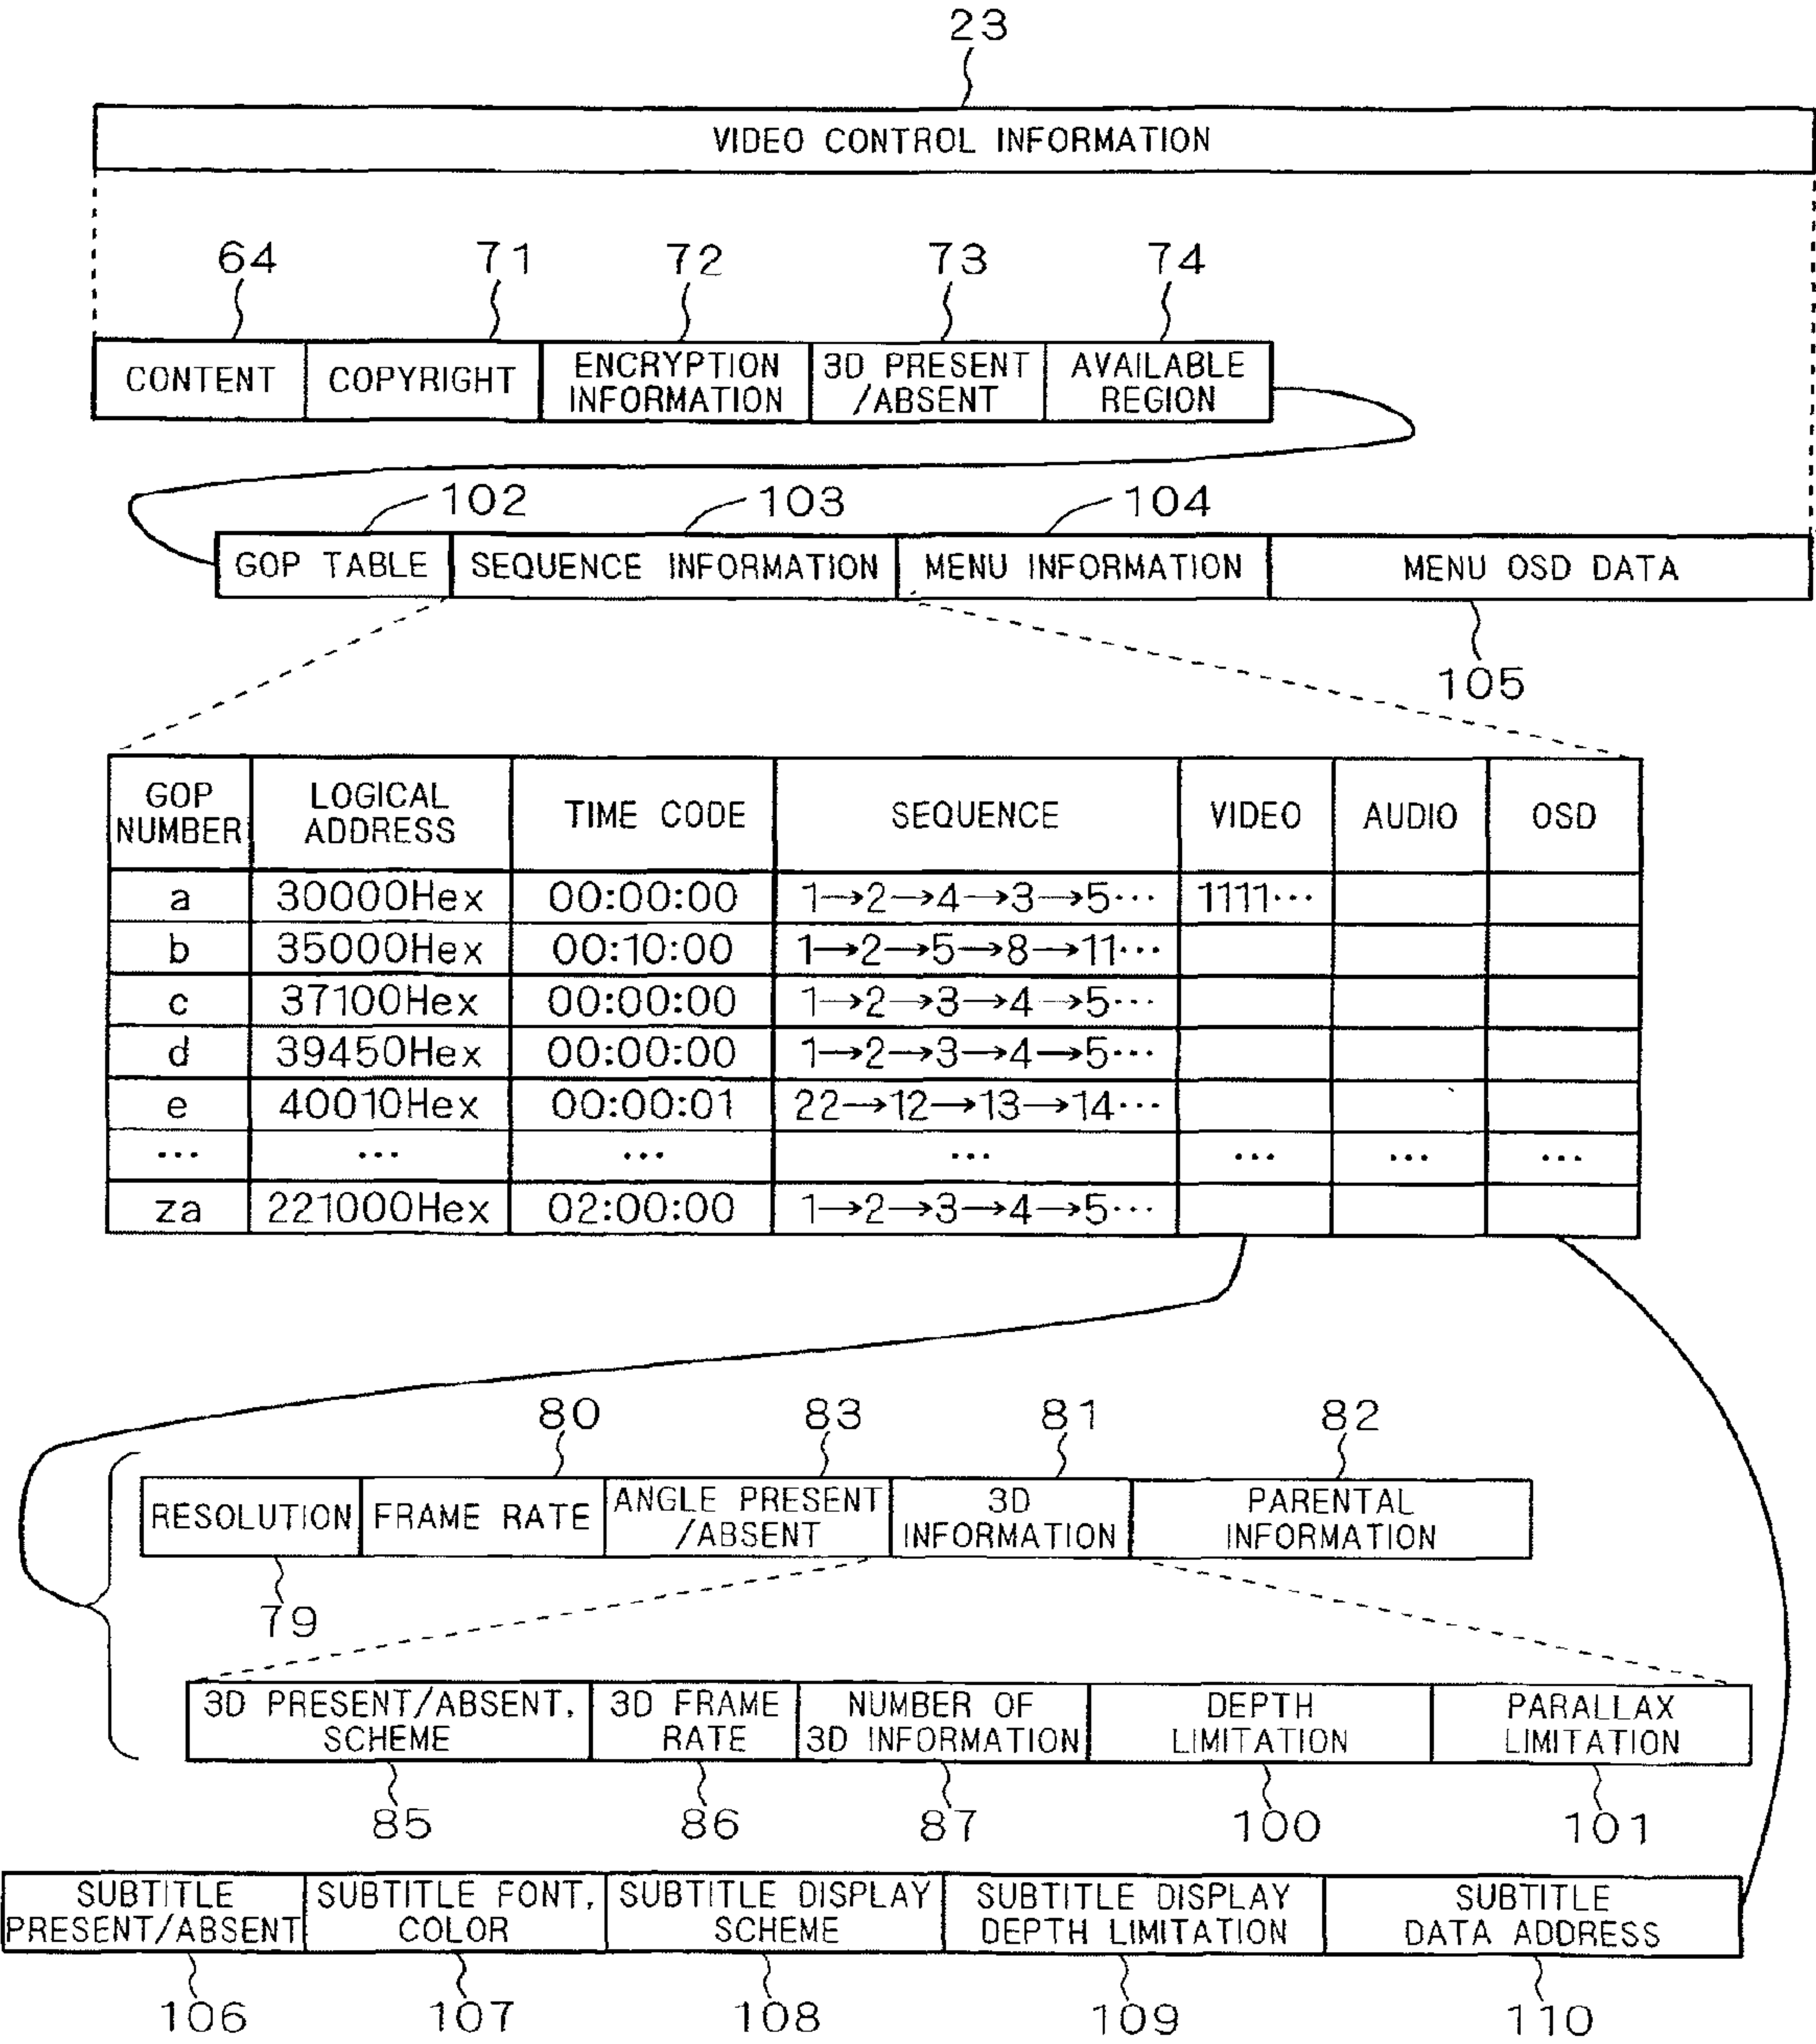 23
VIDEO CONTROL INFORMATION
64 71 72 73 74
CONTENT COPYRIGHT ENCRYPTION INFORMATION 3D PRESENT /ABSENT AVAILABLE REGION
102 103 104
GOP TABLE SEQUENCE INFORMATION MENU INFORMATION MENU OSD DATA
105
GOP NUMBER LOGICAL ADDRESS TIME CODE SEQUENCE VIDEO AUDIO OSD
a 30000Hex 00:00:00 1→2→4→3→5··· 1111···
b 35000Hex 00:10:00 1→2→5→8→11···
c 37100Hex 00:00:00 1→2→3→4→5···
d 39450Hex 00:00:00 1→2→3→4→5···
e 40010Hex 00:00:01 22→12→13→14···
··· ··· ··· ··· ··· ··· ···
za 221000Hex 02:00:00 1→2→3→4→5···
80 83 81 82
RESOLUTION FRAME RATE ANGLE PRESENT /ABSENT 3D INFORMATION PARENTAL INFORMATION
79
3D PRESENT/ABSENT, SCHEME 3D FRAME RATE NUMBER OF 3D INFORMATION DEPTH LIMITATION PARALLAX LIMITATION
85 86 87 100 101
SUBTITLE PRESENT/ABSENT SUBTITLE FONT, COLOR SUBTITLE DISPLAY SCHEME SUBTITLE DISPLAY DEPTH LIMITATION SUBTITLE DATA ADDRESS
106 107 108 109 110